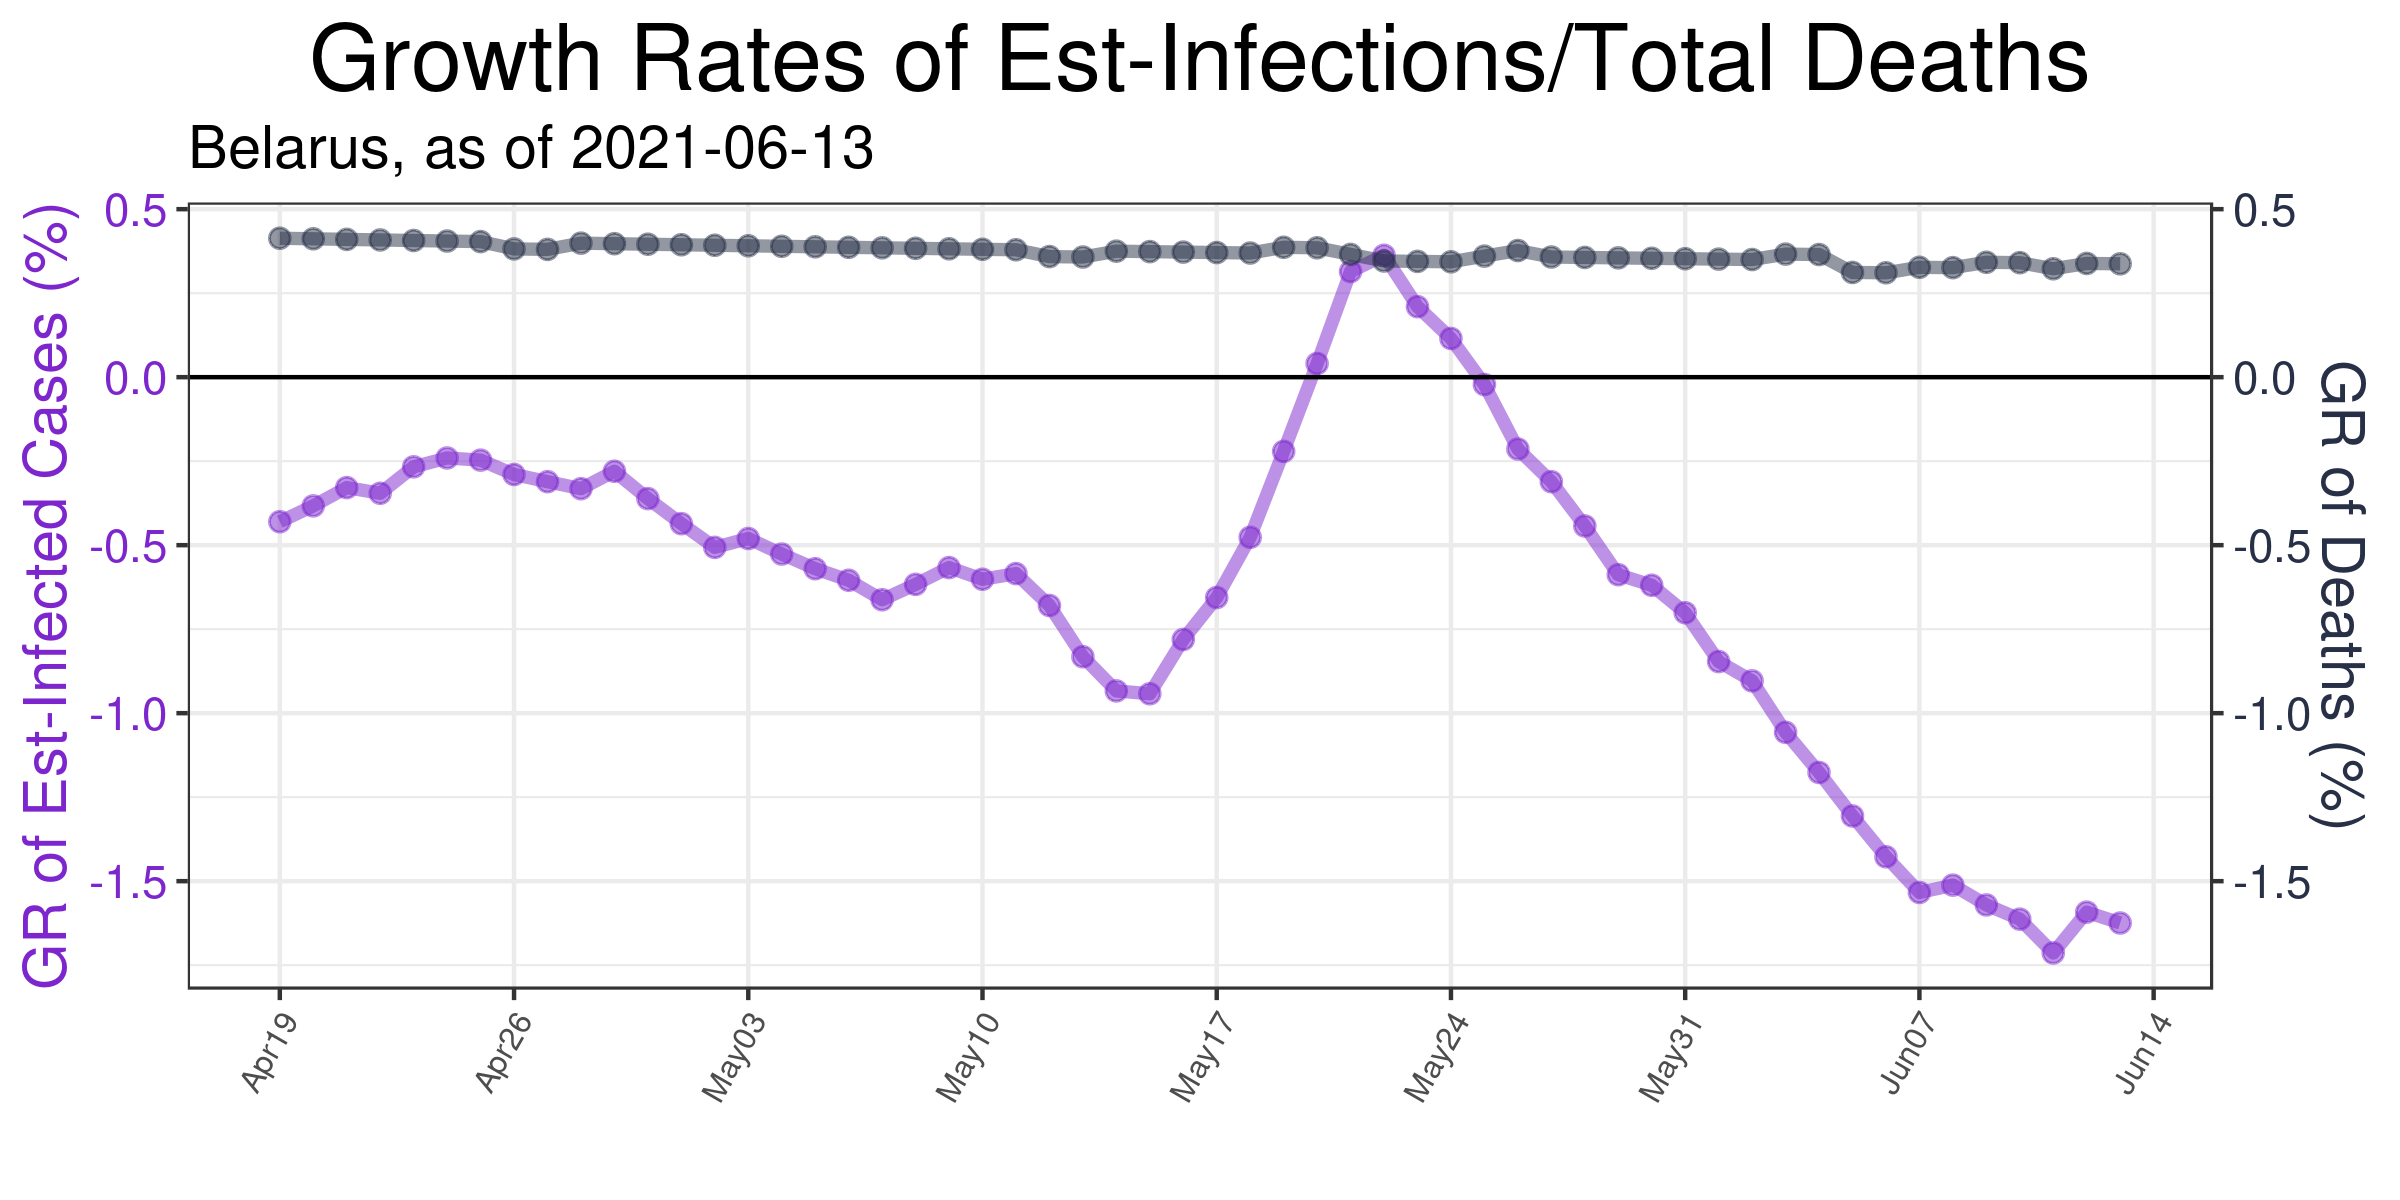 Growth Rates of Est-Infections/Total Deaths
Belarus, as of 2021-06-13
GR of Est-Infected Cases (%)
0.5
0.0
-0.5
-1.0
-1.5
0.5
0.0
-0.5
-1.0
-1.5
GR of Deaths (%)
Apr19
Apr26
May03
May10
May17
May24
May31
Jun07
Jun14